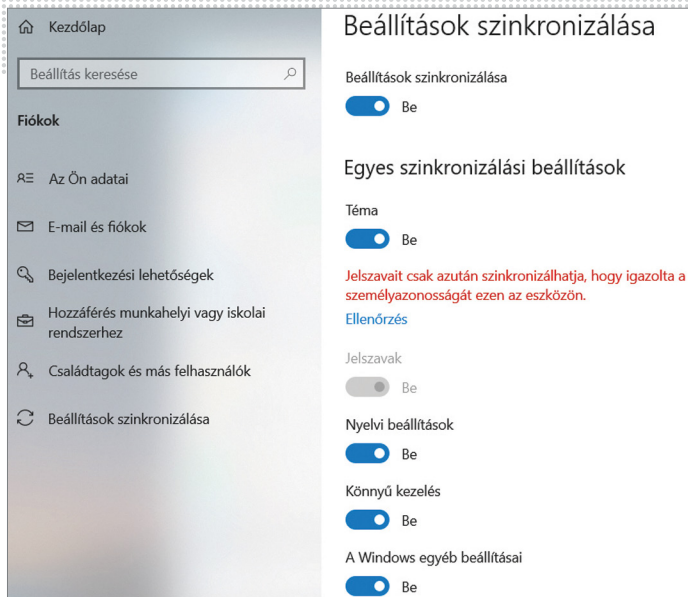 Kezdőlap
Beállítás keresése
Fiókok
Az Ön adatai
E-mail és fiókok
Bejelentkezési lehetőségek
Hozzáférés munkahelyi vagy iskolai
rendszerhez
Családtagok és más felhasználók
Beállítások szinkronizálása
Beállítások szinkronizálása
Beállítások szinkronizálása
Be
Egyes szinkronizálási beállítások
Téma
Be
Jelszavait csak azután szinkronizálhatja, hogy igazolta a
személyazonosságát ezen az eszközön.
Ellenőrzés
Jelszavak
Be
Nyelvi beállítások
Be
Könnyű kezelés
Be
A Windows egyéb beállításai
Be